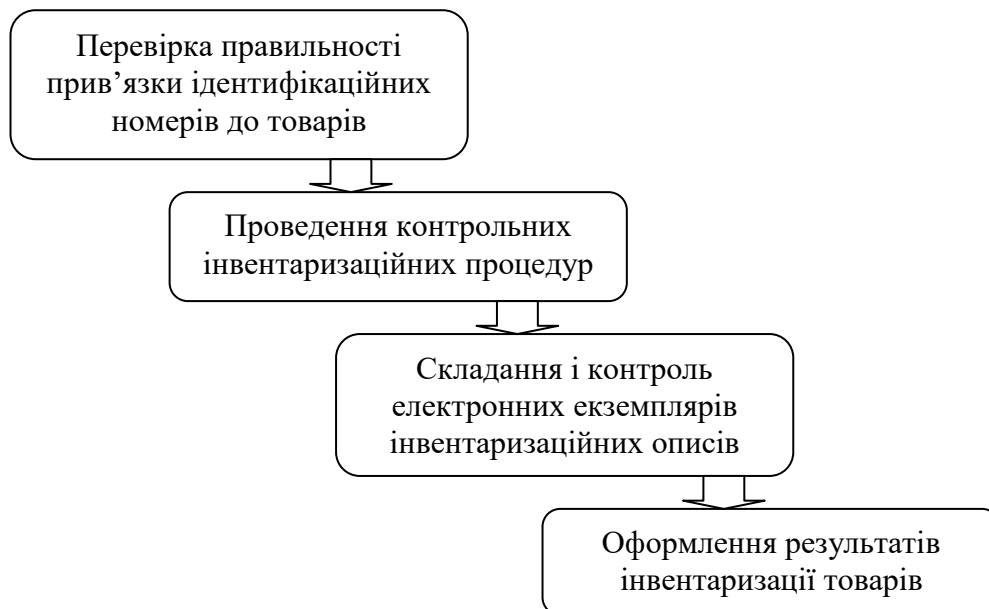 Перевірка правильності
прив’язки ідентифікаційних
номерів до товарів
Проведення контрольних
інвентаризаційних процедур
Складання і контроль
електронних екземплярів
інвентаризаційних описів
Оформлення результатів
інвентаризації товарів